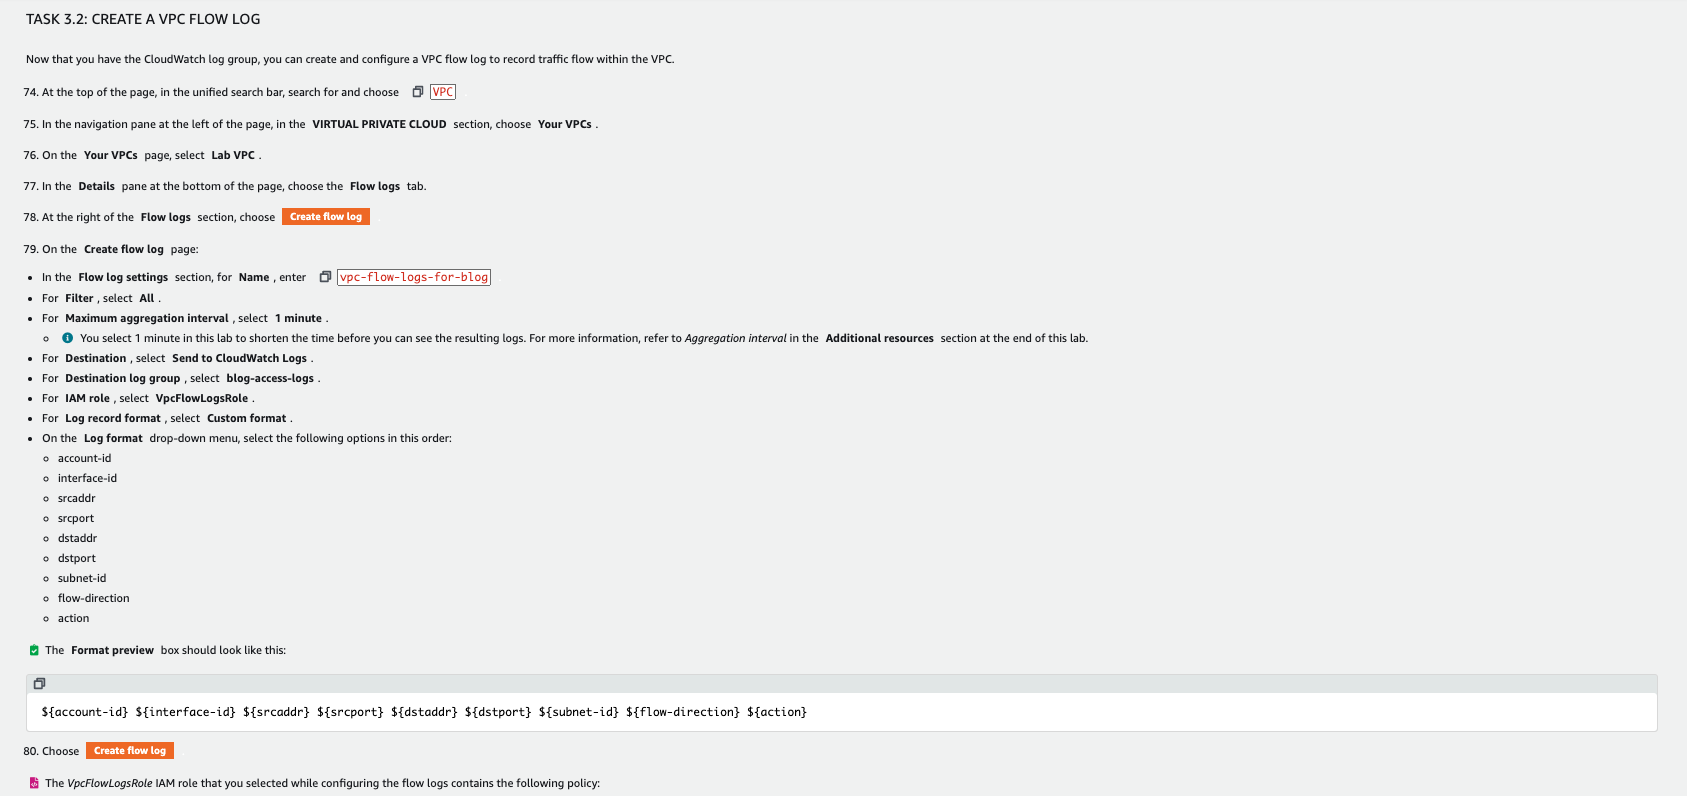 TASK 3.2: CREATE A VPC FLOW LOG
Now that you have the CloudWatch log group, you can create and configure a VPC flow log to record traffic flow within the VPC.
74. At the top of the page, in the unified search bar, search for and choose VPC
75. In the navigation pane at the left of the page, in the VIRTUAL PRIVATE CLOUD section, choose Your VPCs .
76. On the Your VPCs page, select Lab VPC .
77. In the Details pane at the bottom of the page, choose the Flow logs tab.
78. At the right of the Flow logs section, choose Create flow log
79. On the Create flow log page:
• In the Flow log settings section, for Name , enter vpc-flow-logs-for-blog
• For Filter , select All .
• For Maximum aggregation interval , select 1 minute .
◦ You select 1 minute in this lab to shorten the time before you can see the resulting logs. For more information, refer to Aggregation interval in the Additional resources section at the end of this lab.
• For Destination , select Send to CloudWatch Logs .
• For Destination log group , select blog-access-logs .
• For IAM role , select VpcFlowLogsRole .
• For Log record format , select Custom format .
• On the Log format drop-down menu, select the following options in this order:
◦ account-id
◦ interface-id
◦ srcaddr
◦ srcport
◦ dstaddr
◦ dstport
◦ subnet-id
◦ flow-direction
◦ action
The Format preview box should look like this:
${account-id} ${interface-id} ${srcaddr} ${srcport} ${dstaddr} ${dstport} ${subnet-id} ${flow-direction} ${action}
80. Choose Create flow log
The VpcFlowLogsRole IAM role that you selected while configuring the flow logs contains the following policy: